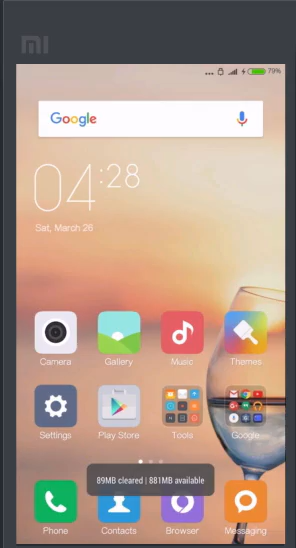 mi
79%
Google
04:28
Sat, March 26
Camera
Gallery
Music
Themes
Settings
Play Store
Tools
Google
89MB cleared | 881MB available
Phone
Contacts
Browser
Messaging